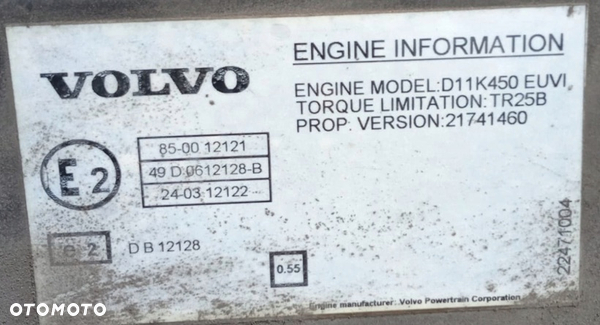 VOLVO
ENGINE INFORMATION
ENGINE MODEL:D11K450 EUVI
TORQUE LIMITATION:TR25B
PROP. VERSION:21741460
E2
85-00 12121
49 D:0612128-B
24-03 12122
e 2
D B 12128
0.55
22471004
Engine manufacturer: Volvo Powertrain Corporation
OTOMOTO